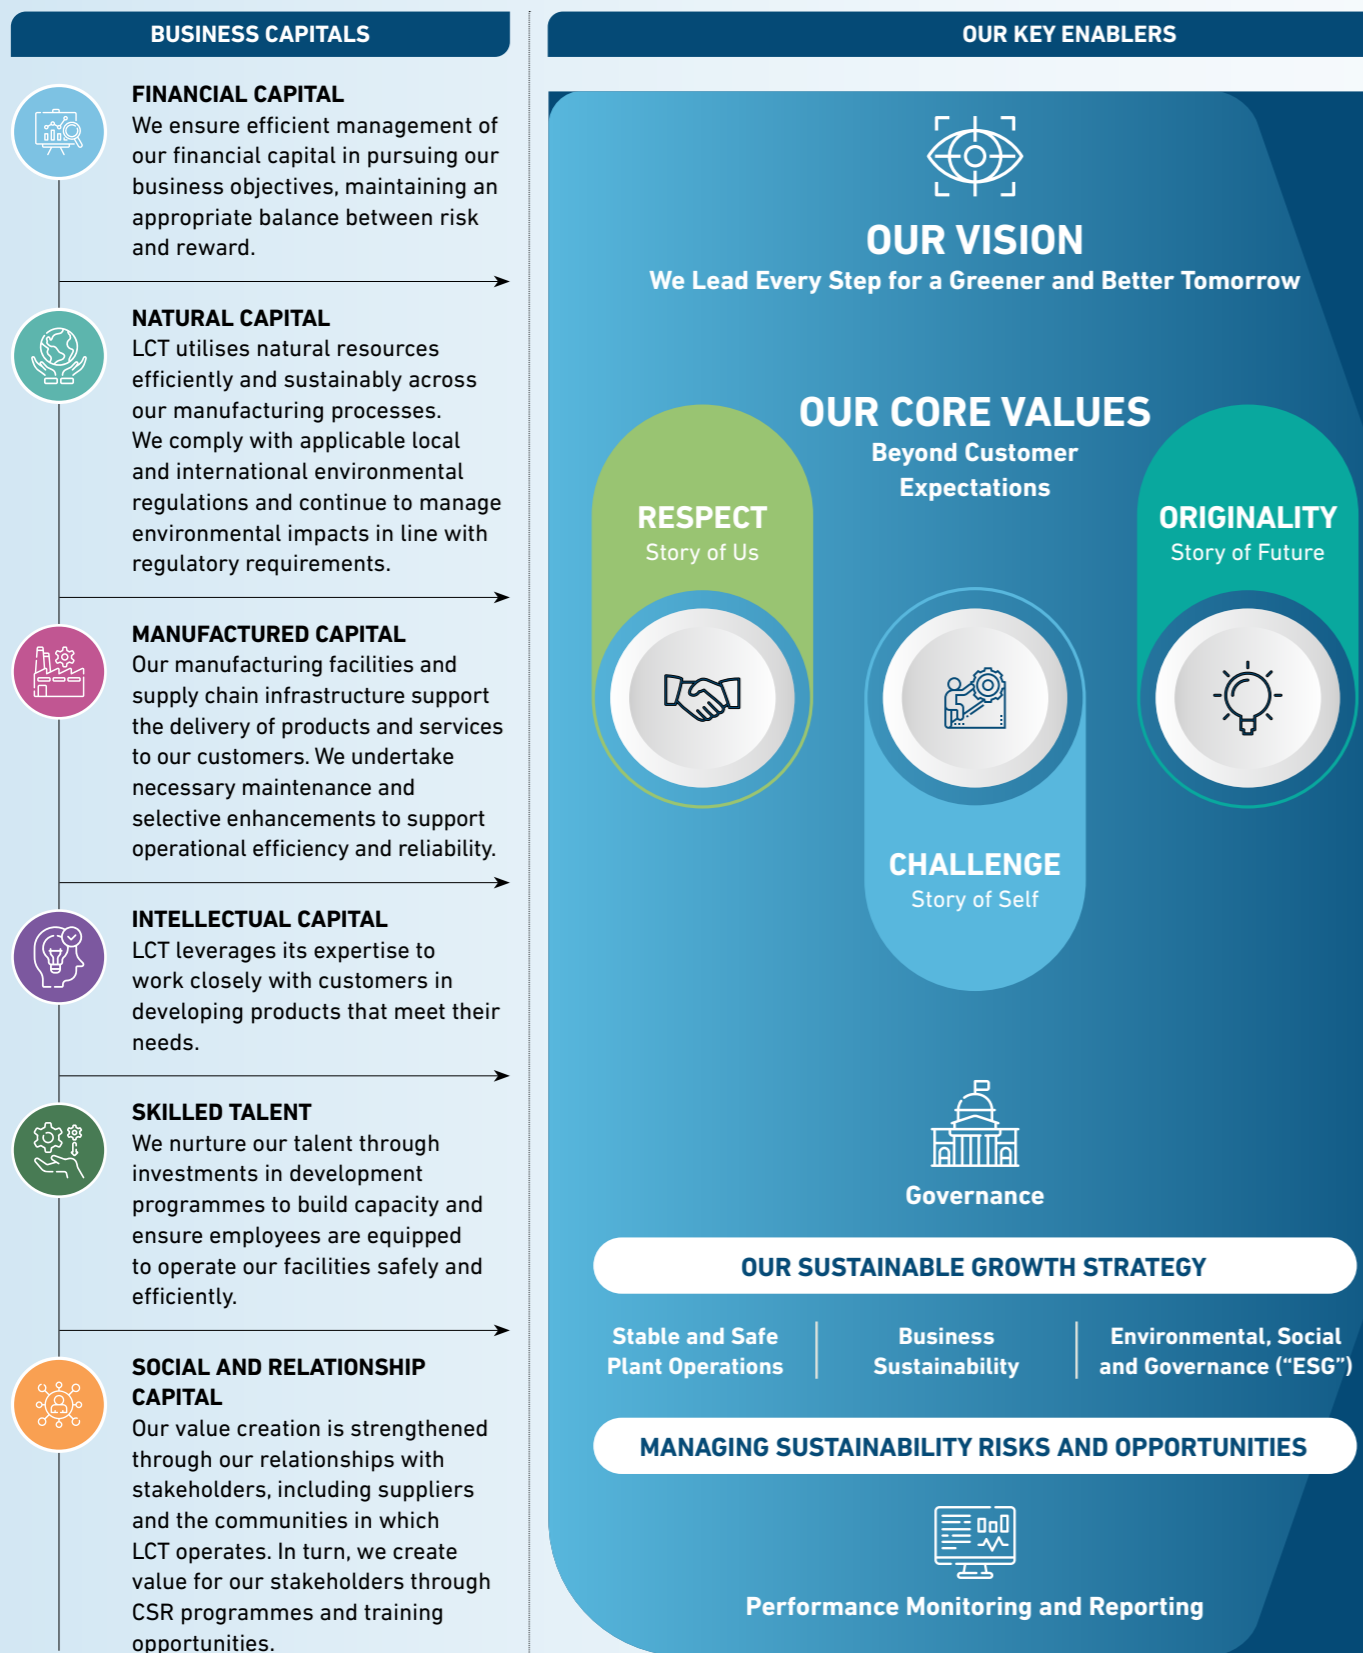 BUSINESS CAPITALS
FINANCIAL CAPITAL
We ensure efficient management of
our financial capital in pursuing our
business objectives, maintaining an
appropriate balance between risk
and reward.
NATURAL CAPITAL
LCT utilises natural resources
efficiently and sustainably across
our manufacturing processes.
We comply with applicable local
and international environmental
regulations and continue to manage
environmental impacts in line with
regulatory requirements.
MANUFACTURED CAPITAL
Our manufacturing facilities and
supply chain infrastructure support
the delivery of products and services
to our customers. We undertake
necessary maintenance and
selective enhancements to support
operational efficiency and reliability.
INTELLECTUAL CAPITAL
LCT leverages its expertise to
work closely with customers in
developing products that meet their
needs.
SKILLED TALENT
We nurture our talent through
investments in development
programmes to build capacity and
ensure employees are equipped
to operate our facilities safely and
efficiently.
SOCIAL AND RELATIONSHIP
CAPITAL
Our value creation is strengthened
through our relationships with
stakeholders, including suppliers
and the communities in which
LCT operates. In turn, we create
value for our stakeholders through
CSR programmes and training
opportunities.
OUR KEY ENABLERS
OUR VISION
We Lead Every Step for a Greener and Better Tomorrow
OUR CORE VALUES
Beyond Customer
Expectations
RESPECT
Story of Us
CHALLENGE
Story of Self
ORIGINALITY
Story of Future
Governance
OUR SUSTAINABLE GROWTH STRATEGY
Stable and Safe
Plant Operations
Business
Sustainability
Environmental, Social
and Governance (“ESG”)
MANAGING SUSTAINABILITY RISKS AND OPPORTUNITIES
Performance Monitoring and Reporting